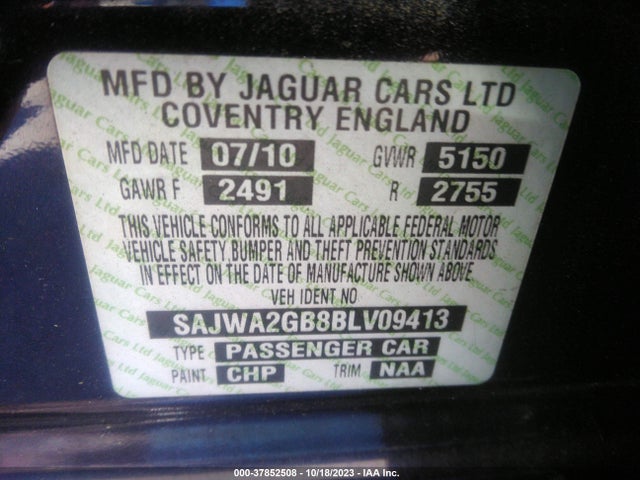 MFD BY JAGUAR CARS LTD
COVENTRY ENGLAND
MFD DATE 07/10 GVWR 5150
GAWR F 2491 R 2755
THIS VEHICLE CONFORMS TO ALL APPLICABLE FEDERAL MOTOR
VEHICLE SAFETY, BUMPER AND THEFT PREVENTION STANDARDS
IN EFFECT ON THE DATE OF MANUFACTURE SHOWN ABOVE
VEH IDENT NO
SAJWA2GB8BLV09413
TYPE PASSENGER CAR
PAINT CHP TRIM NAA
000-37852508 - 10/18/2023 - IAA Inc.